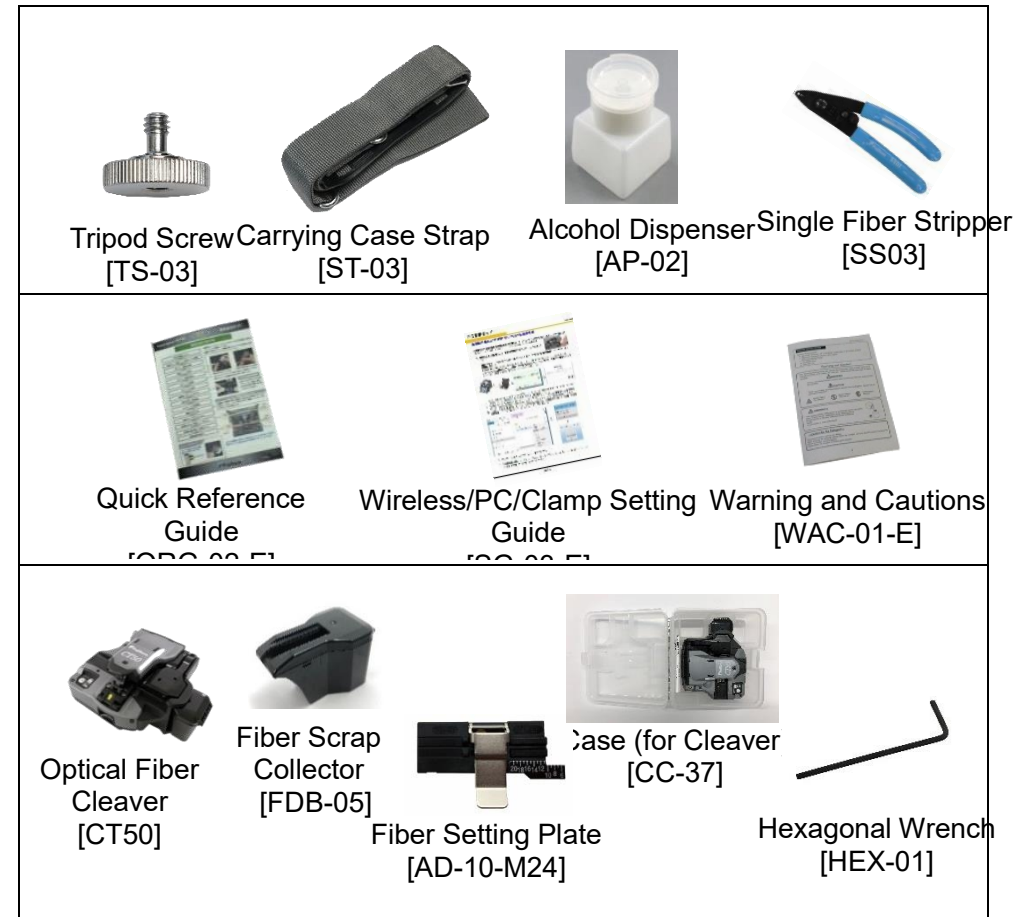 Tripod Screw
[TS-03]
Carrying Case Strap
[ST-03]
Alcohol Dispenser
[AP-02]
Single Fiber Stripper
[SS03]
Quick Reference
Guide
Wireless/PC/Clamp Setting
Guide
Warning and Cautions
[WAC-01-E]
Optical Fiber
Cleaver
[CT50]
Fiber Scrap
Collector
[FDB-05]
Fiber Setting Plate
[AD-10-M24]
Case (for Cleaver
[CC-37]
Hexagonal Wrench
[HEX-01]